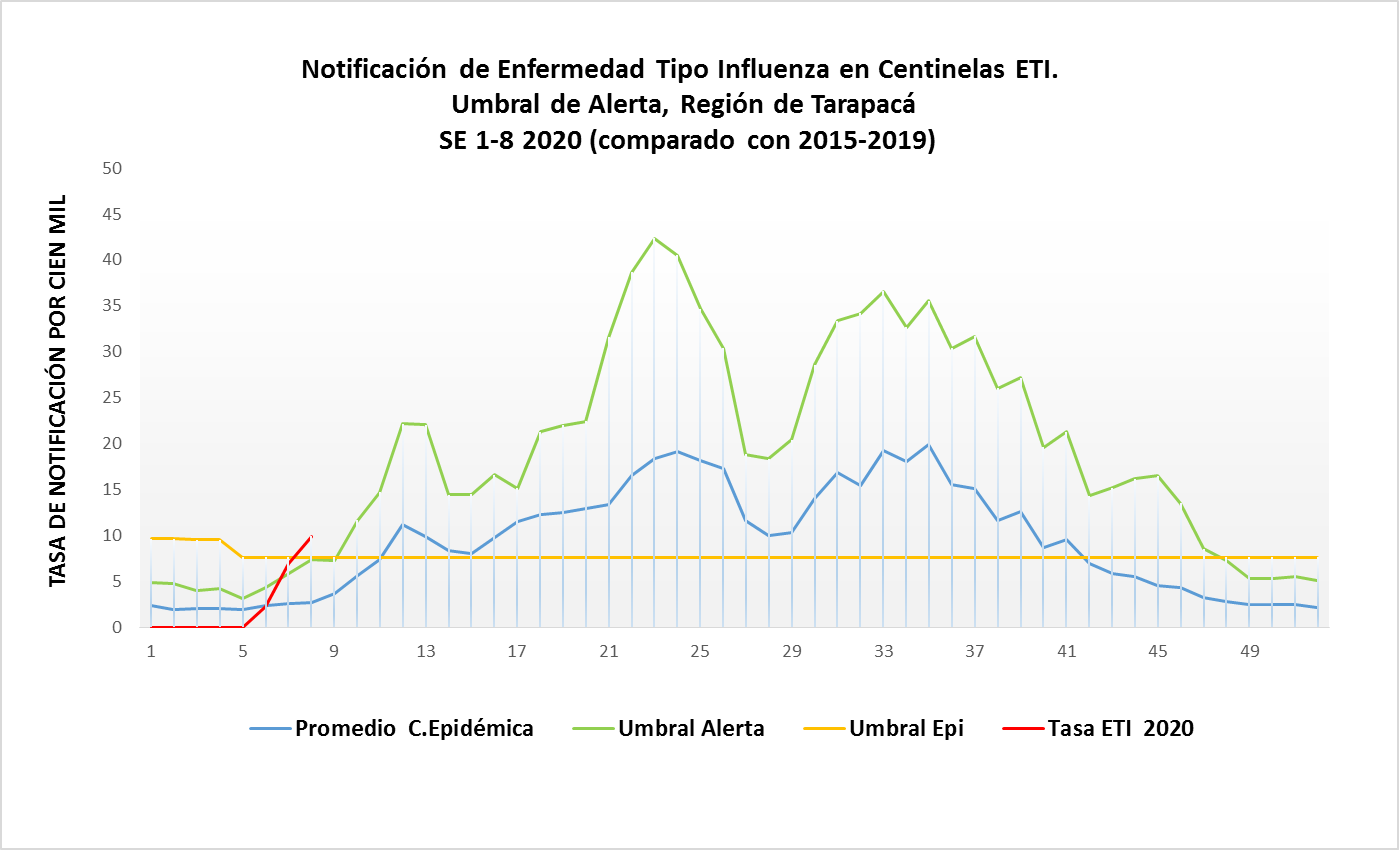 Notificación de Enfermedad Tipo Influenza en Centinelas ETI.
Umbral de Alerta, Región de Tarapacá
SE 1-8 2020 (comparado con 2015-2019)
TASA DE NOTIFICACIÓN POR CIEN MIL
50
45
40
35
30
25
20
15
10
5
0
1 5 9 13 17 21 25 29 33 37 41 45 49
Promedio C.Epidémica Umbral Alerta Umbral Epi Tasa ETI 2020